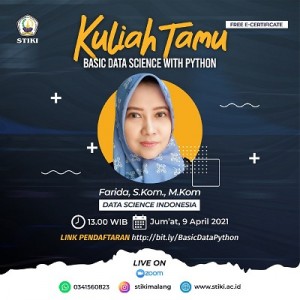 STIKI
FREE E-CERTIFICATE
Kuliah Tamu
BASIC DATA SCIENCE WITH PYTHON
Farida, S.Kom., M.Kom
DATA SCIENCE INDONESIA
13.00 WIB
Jum'at, 9 April 2021
LINK PENDAFTARAN http://bit.ly/BasicDataPython
LIVE ON
zoom
0341560823
stikimalang
www.stiki.ac.id